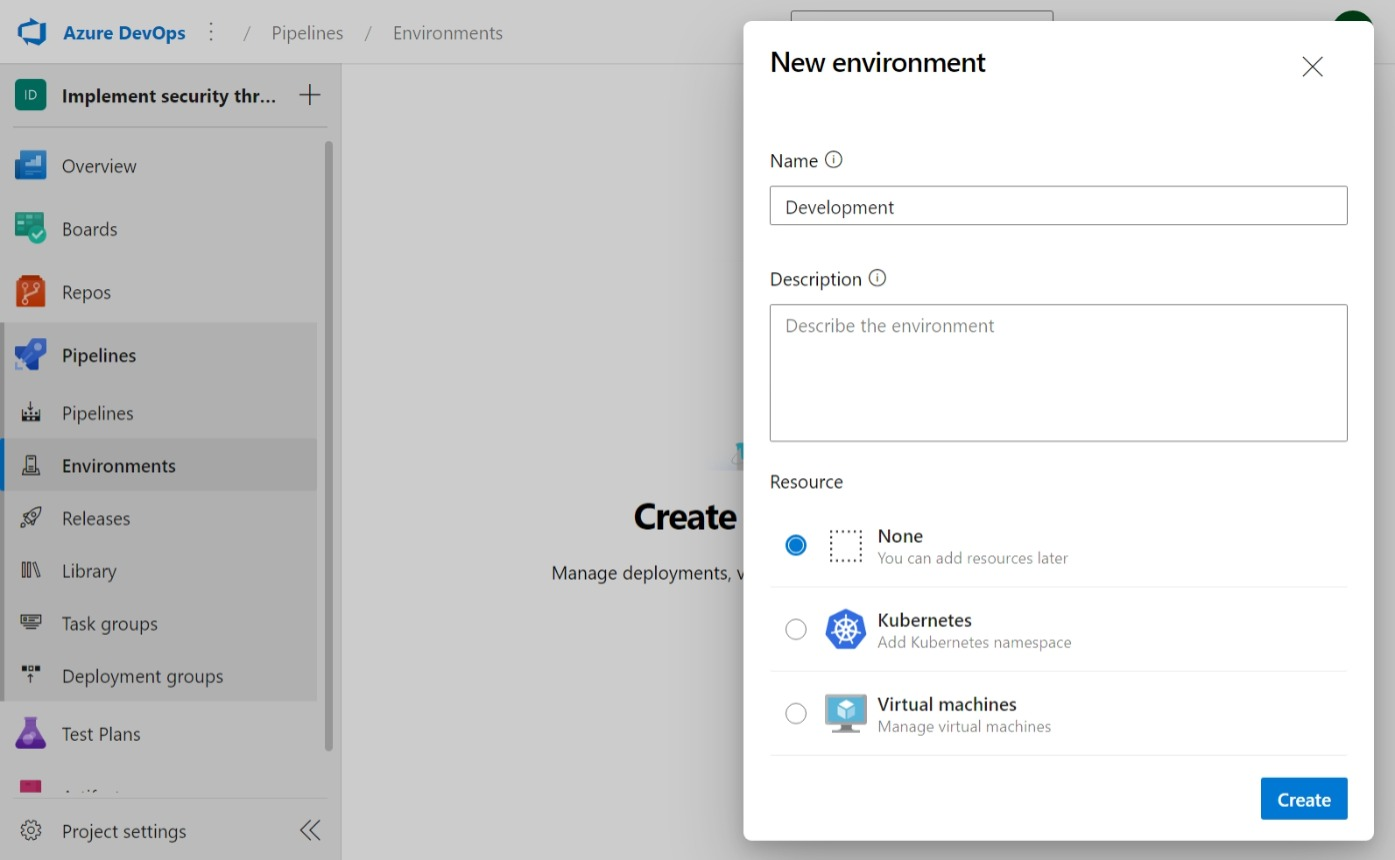 Azure DevOps / Pipelines / Environments
ID Implement security thr...
Overview
Boards
Repos
Pipelines
Pipelines
Environments
Releases
Library
Task groups
Deployment groups
Test Plans
Project settings
Create
Manage deployments, v
New environment
Name
Development
Description
Describe the environment
Resource
None
You can add resources later
Kubernetes
Add Kubernetes namespace
Virtual machines
Manage virtual machines
Create